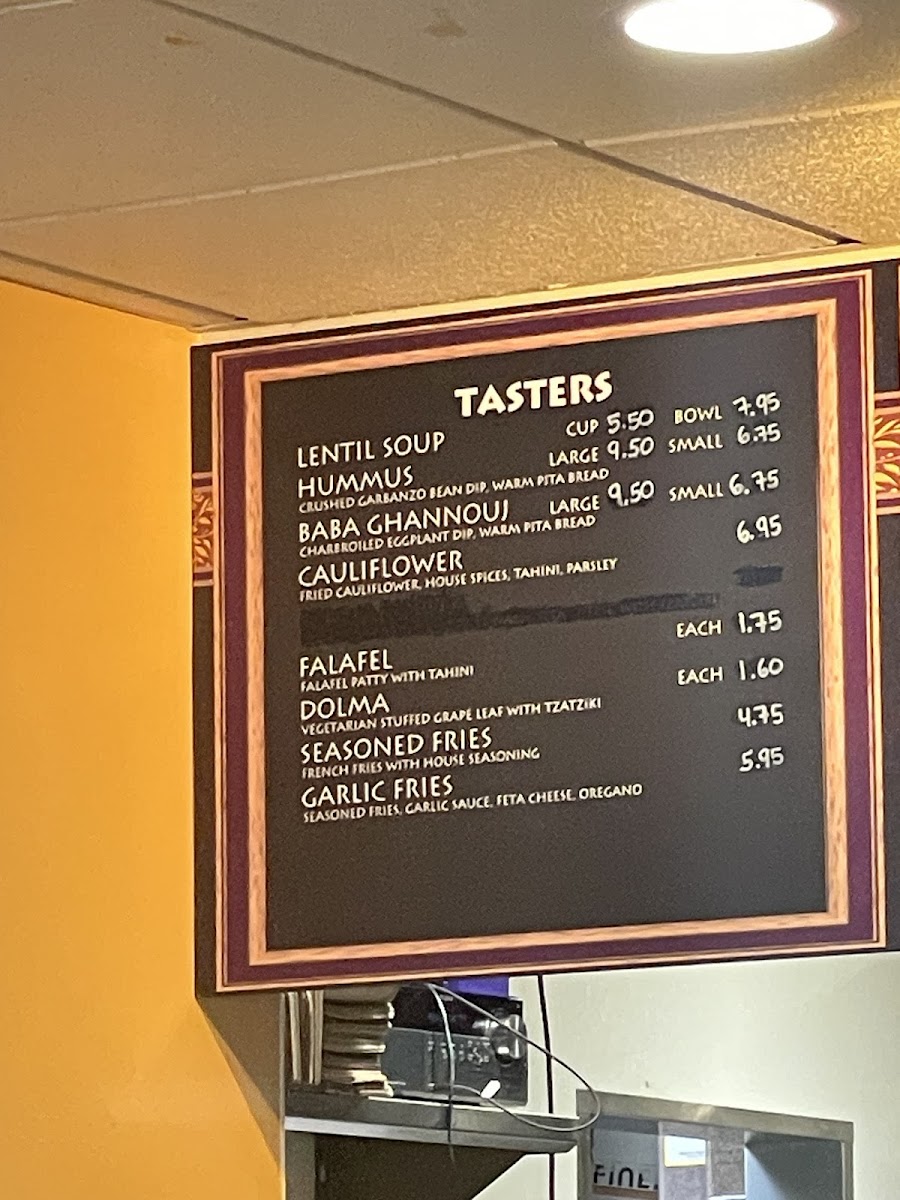 TASTERS
LENTIL SOUP CUP 5.50 BOWL 7.95
HUMMUS LARGE 9.50 SMALL 6.75
CRUSHED GARBANZO BEAN DIP, WARM PITA BREAD
BABA GHANNOUJ LARGE 9.50 SMALL 6.75
CHARBROILED EGGPLANT DIP, WARM PITA BREAD
CAULIFLOWER 6.95
FRIED CAULIFLOWER, HOUSE SPICES, TAHINI, PARSLEY
FALAFEL EACH 1.75
FALAFEL PATTY WITH TAHINI
DOLMA EACH 1.60
VEGETARIAN STUFFED GRAPE LEAF WITH TZATZIKI
SEASONED FRIES 4.75
FRENCH FRIES WITH HOUSE SEASONING
GARLIC FRIES 5.95
SEASONED FRIES, GARLIC SAUCE, FETA CHEESE, OREGANO